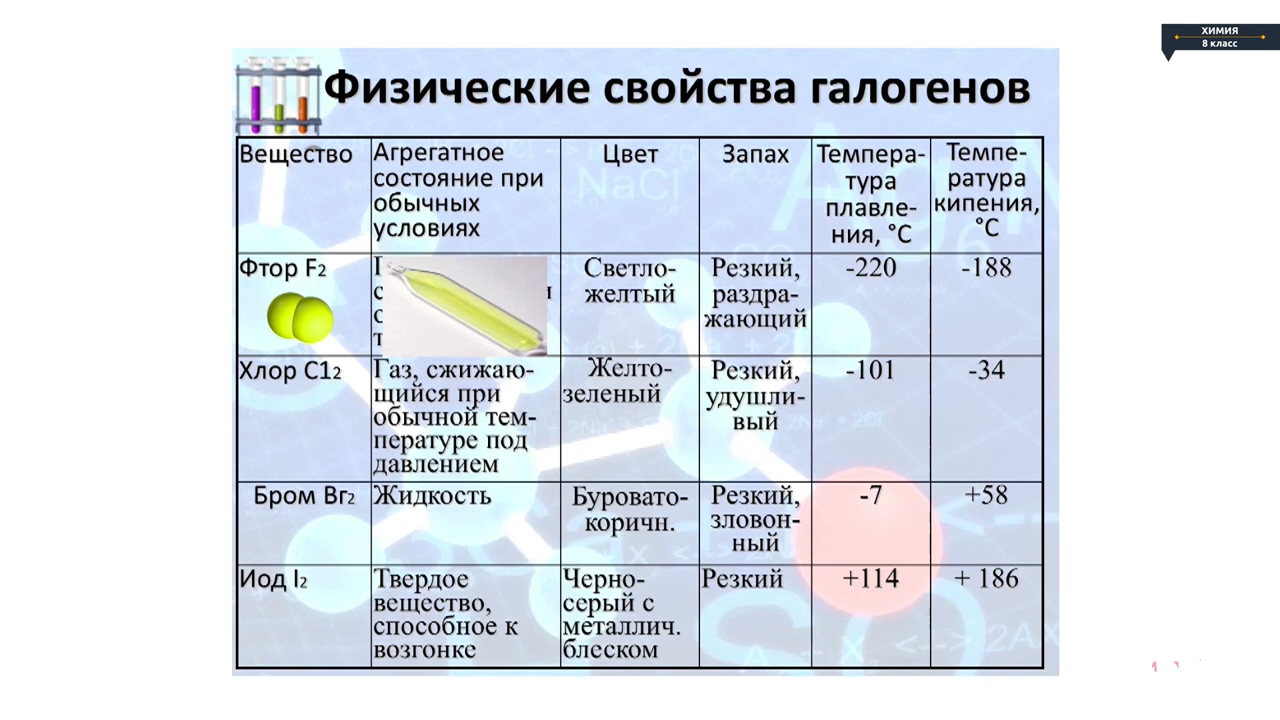 ХИМИЯ
8 класс
Физические свойства галогенов
Вещество
Агрегатное
состояние при
обычных
условиях
Цвет
Запах
Темпера-
тура
плавле-
ния, °С
Темпе-
ратура
кипения,
°С
Фтор F₂
Светло-
желтый
Резкий,
раздра-
жающий
-220
-188
Хлор С1₂
Газ, сжижаю-
щийся при
обычной тем-
пературе под
давлением
Желто-
зеленый
Резкий,
удушли-
вый
-101
-34
Бром Вг₂
Жидкость
Буровато-
коричн.
Резкий,
зловон-
ный
-7
+58
Иод I₂
Твердое
вещество,
способное к
возгонке
Черно-
серый с
металлич.
блеском
Резкий
+114
+ 186